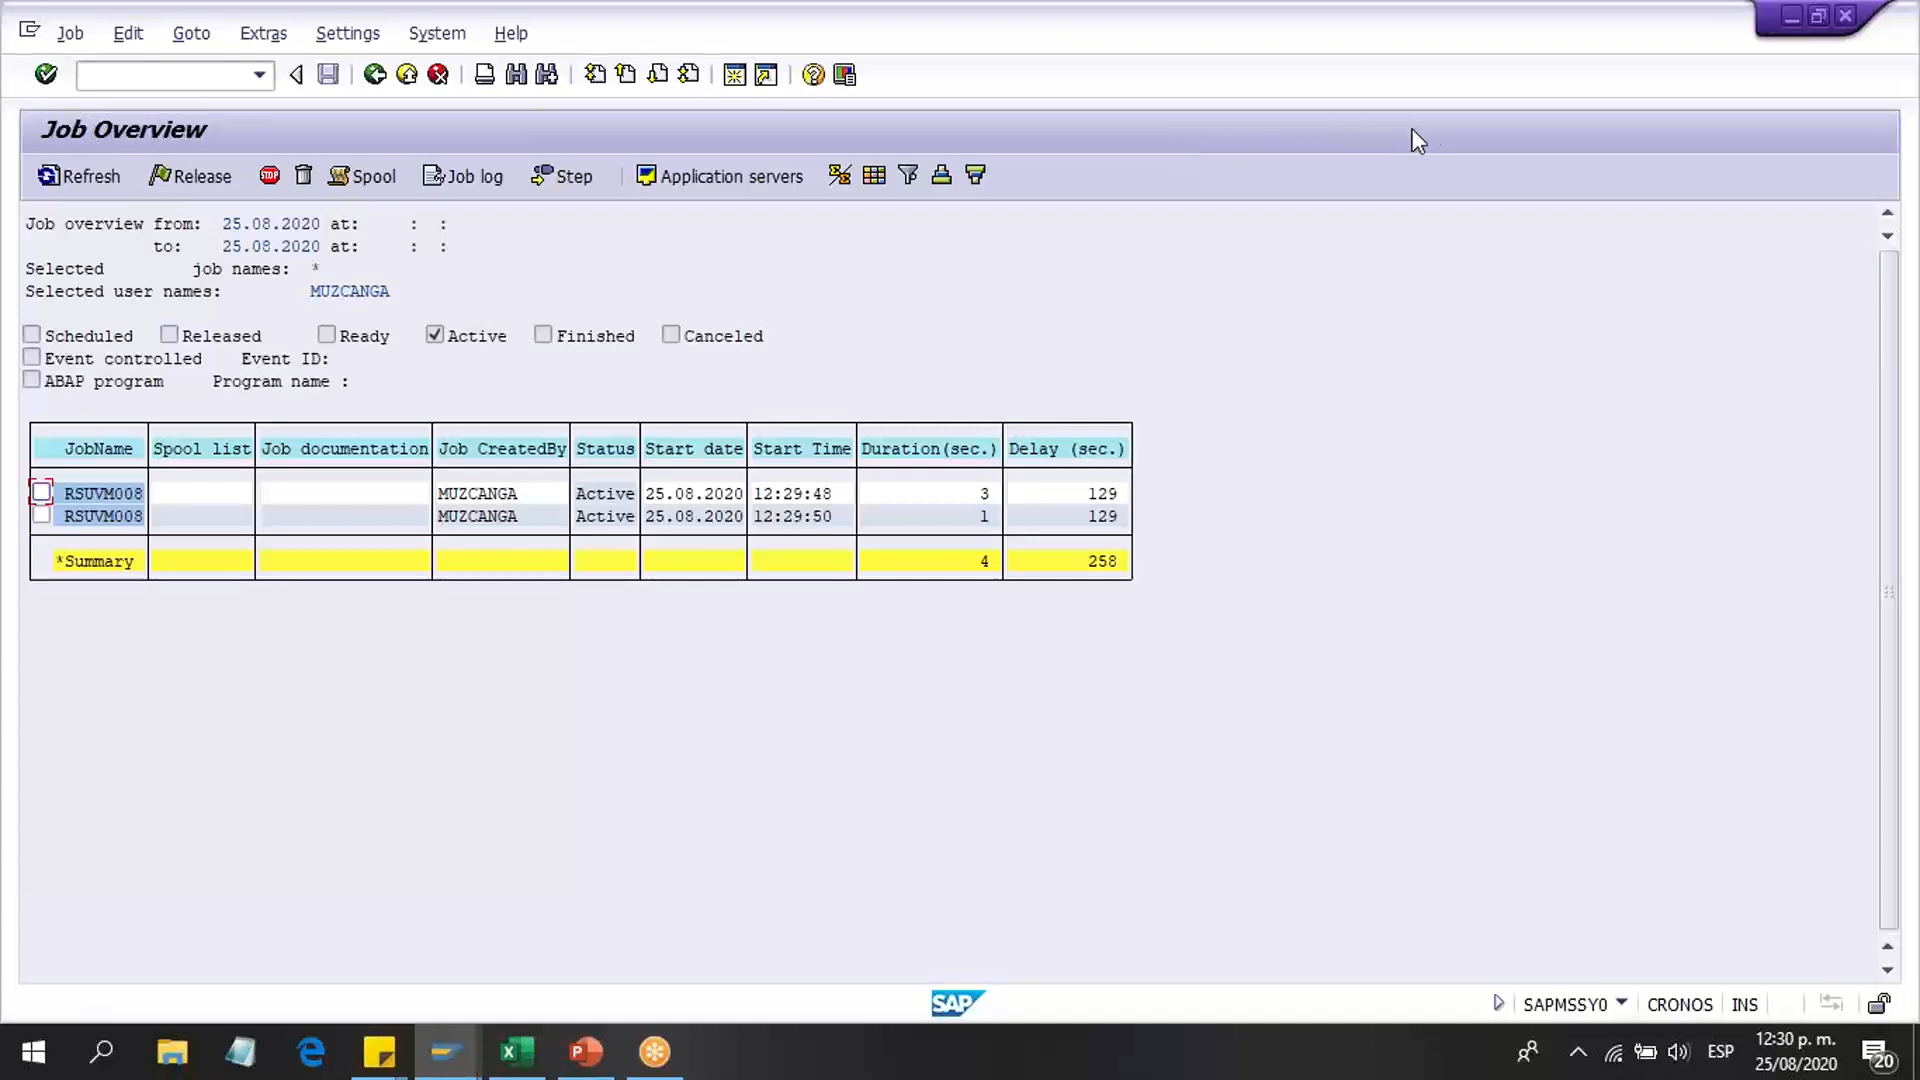 Job Edit Goto Extras Settings System Help
Job Overview
Refresh Release STOP Spool Job log Step Application servers
Job overview from: 25.08.2020 at: : :
to: 25.08.2020 at: : :
Selected job names: *
Selected user names: MUZCANGA
Scheduled Released Ready Active Finished Canceled
Event controlled Event ID:
ABAP program Program name :
JobName Spool list Job documentation Job CreatedBy Status Start date Start Time Duration(sec.) Delay (sec.)
RSUVM008 MUZCANGA Active 25.08.2020 12:29:48 3 129
RSUVM008 MUZCANGA Active 25.08.2020 12:29:50 1 129
*Summary 4 258
SAP SAPMSSY0 CRONOS INS
ESP 12:30 p. m.
25/08/2020 20